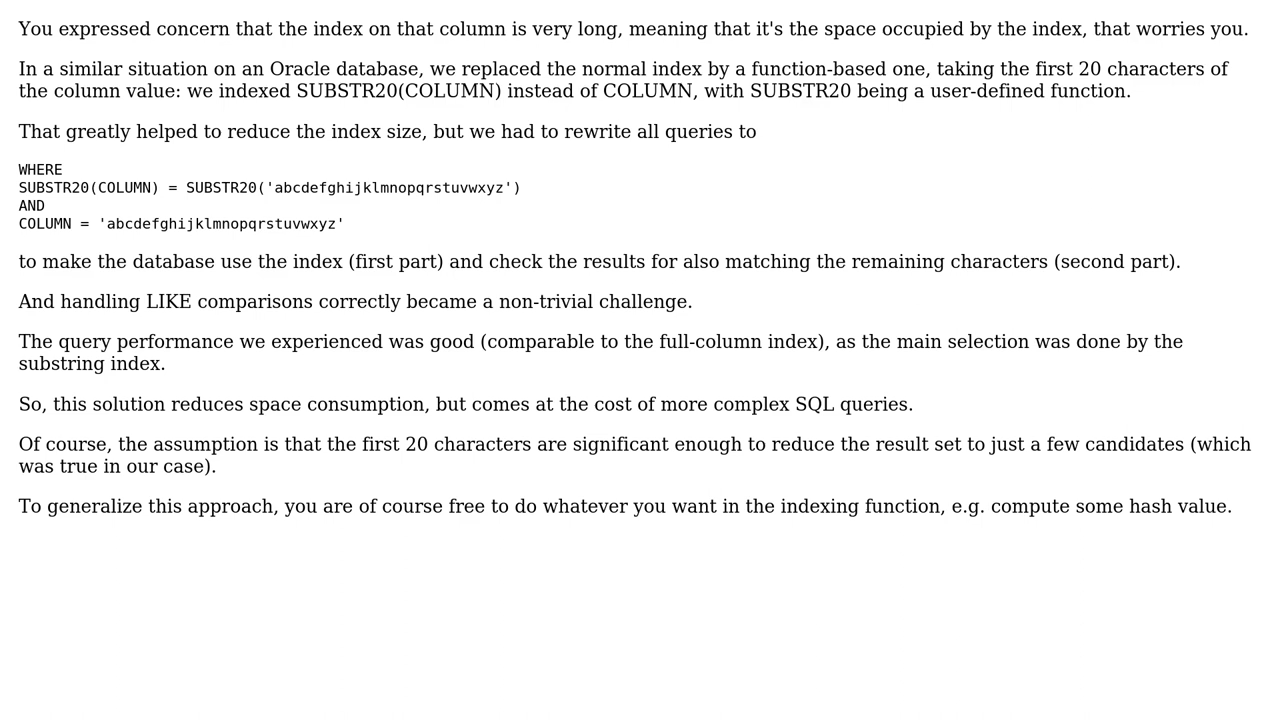 You expressed concern that the index on that column is very long, meaning that it's the space occupied by the index, that worries you.
In a similar situation on an Oracle database, we replaced the normal index by a function-based one, taking the first 20 characters of
the column value: we indexed SUBSTR20(COLUMN) instead of COLUMN, with SUBSTR20 being a user-defined function.
That greatly helped to reduce the index size, but we had to rewrite all queries to
WHERE
SUBSTR20(COLUMN) = SUBSTR20('abcdefghijklmnopqrstuvwxyz')
AND
COLUMN = 'abcdefghijklmnopqrstuvwxyz'
to make the database use the index (first part) and check the results for also matching the remaining characters (second part).
And handling LIKE comparisons correctly became a non-trivial challenge.
The query performance we experienced was good (comparable to the full-column index), as the main selection was done by the
substring index.
So, this solution reduces space consumption, but comes at the cost of more complex SQL queries.
Of course, the assumption is that the first 20 characters are significant enough to reduce the result set to just a few candidates (which
was true in our case).
To generalize this approach, you are of course free to do whatever you want in the indexing function, e.g. compute some hash value.